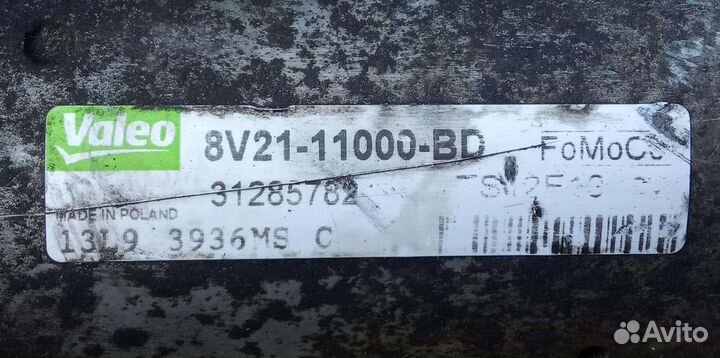 Valeo
8V21-11000-BD FoMoCo
31285782
MADE IN POLAND
13L9 3936MS C
Avito